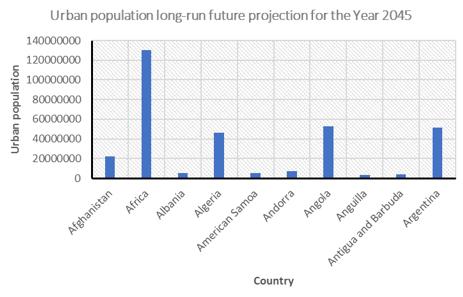 Urban population long-run future projection for the Year 2045
Urban population
140000000
120000000
100000000
80000000
60000000
40000000
20000000
0
Afghanistan
Africa
Albania
Algeria
American Samoa
Andorra
Angola
Anguilla
Antigua and Barbuda
Argentina
Country